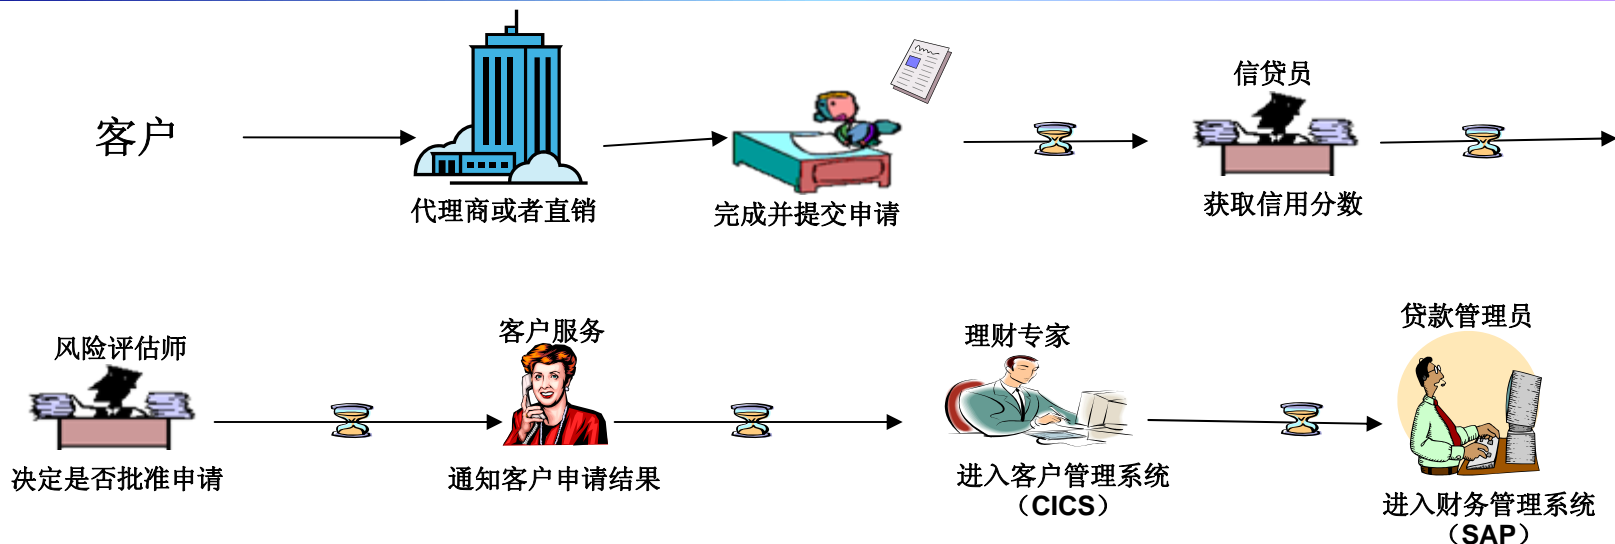 客户
代理商或者直销
完成并提交申请
信贷员
获取信用分数
风险评估师
决定是否批准申请
客户服务
通知客户申请结果
理财专家
进入客户管理系统
（CICS）
贷款管理员
进入财务管理系统
（SAP）